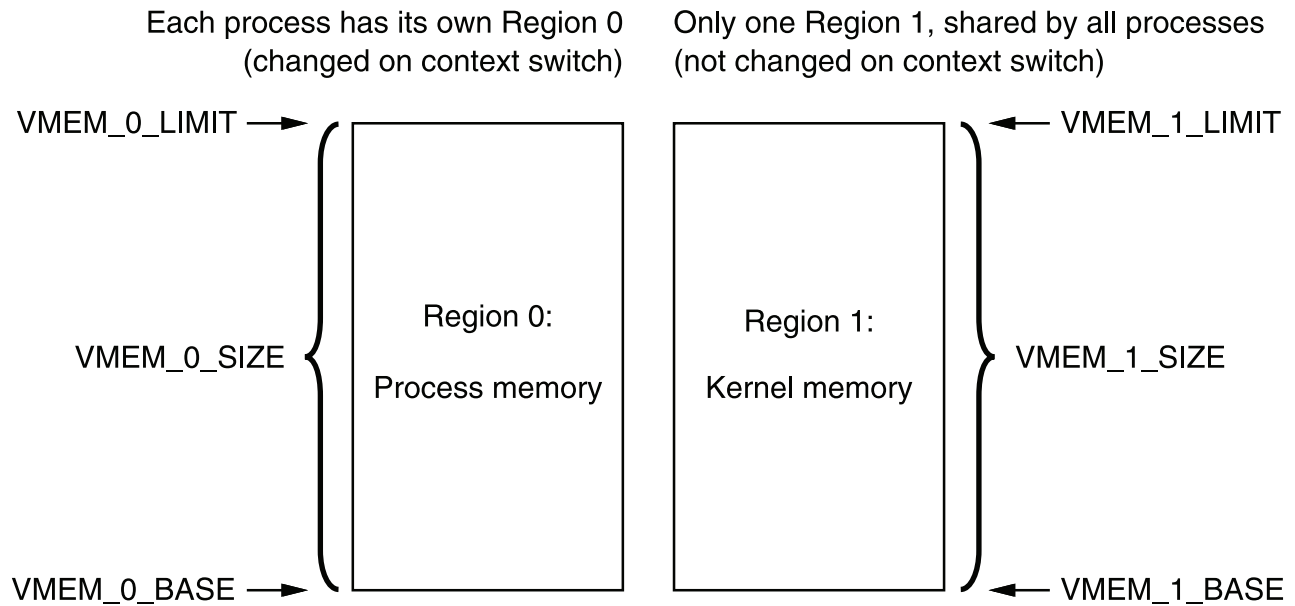 Each process has its own Region 0
(changed on context switch)
Only one Region 1, shared by all processes
(not changed on context switch)
VMEM_0_LIMIT
VMEM_1_LIMIT
Region 0:
Process memory
Region 1:
Kernel memory
VMEM_0_SIZE
VMEM_1_SIZE
VMEM_0_BASE
VMEM_1_BASE